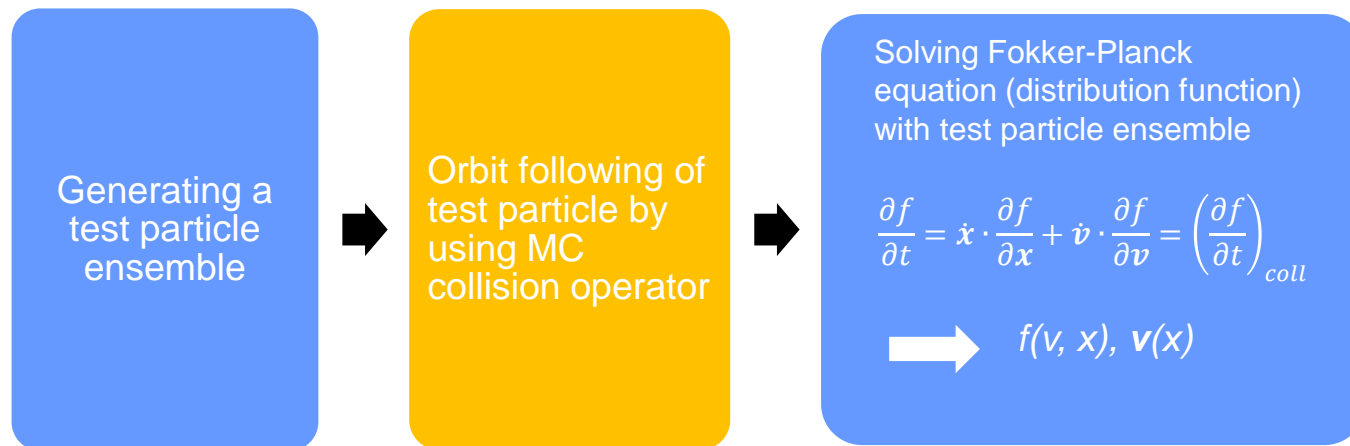 Generating a
test particle
ensemble
Orbit following of
test particle by
using MC
collision operator
Solving Fokker-Planck
equation (distribution function)
with test particle ensemble
∂f/∂t = ẋ · ∂f/∂x + v̇ · ∂f/∂v = (∂f/∂t)_coll
f(v, x), v(x)